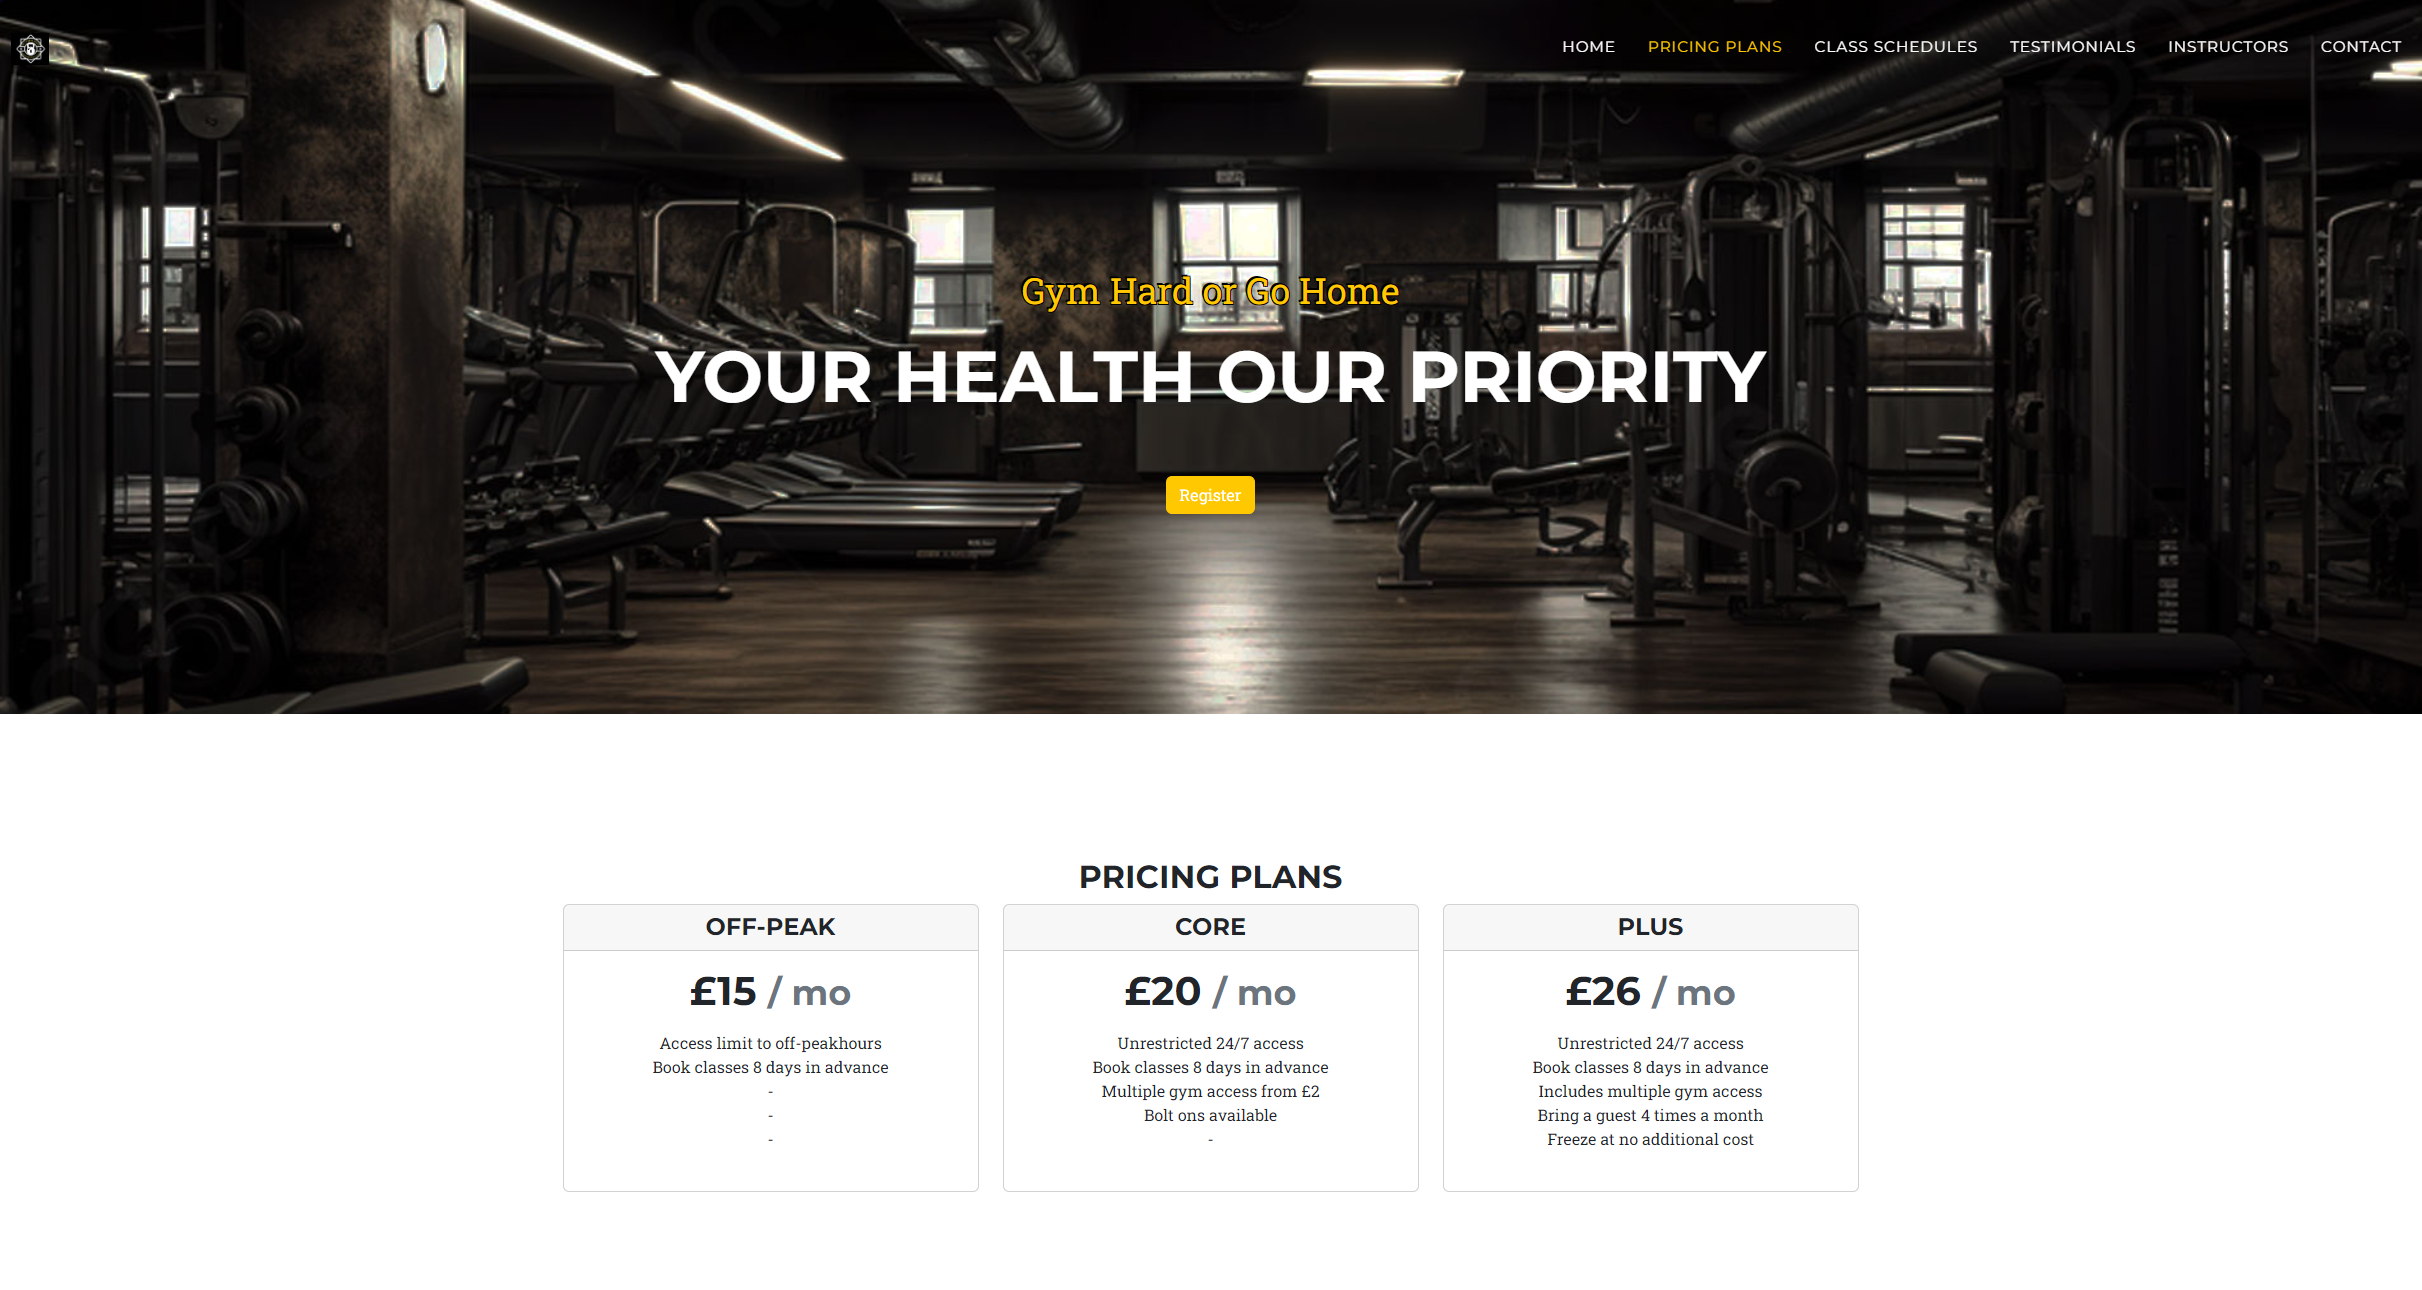 HOME PRICING PLANS CLASS SCHEDULES TESTIMONIALS INSTRUCTORS CONTACT
Gym Hard or Go Home
YOUR HEALTH OUR PRIORITY
Register
PRICING PLANS
OFF-PEAK
£15 / mo
Access limit to off-peakhours
Book classes 8 days in advance
-
-
-
CORE
£20 / mo
Unrestricted 24/7 access
Book classes 8 days in advance
Multiple gym access from £2
Bolt ons available
-
PLUS
£26 / mo
Unrestricted 24/7 access
Book classes 8 days in advance
Includes multiple gym access
Bring a guest 4 times a month
Freeze at no additional cost